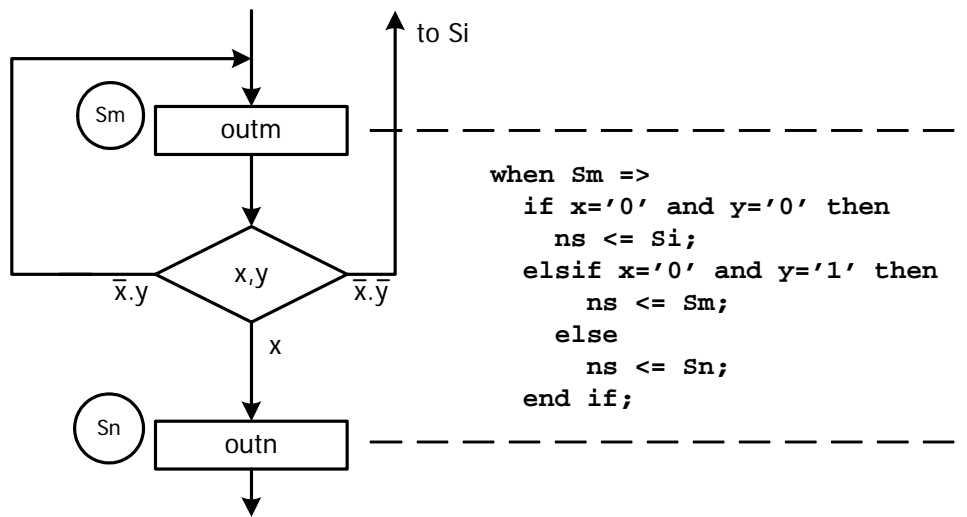 to Si
Sm
outm
when Sm =>
if x=’0’ and y=’0’ then
ns <= Si;
elsif x=’0’ and y=’1’ then
ns <= Sm;
else
ns <= Sn;
end if;
x̅.y
x,y
x̅.y̅
x
Sn
outn